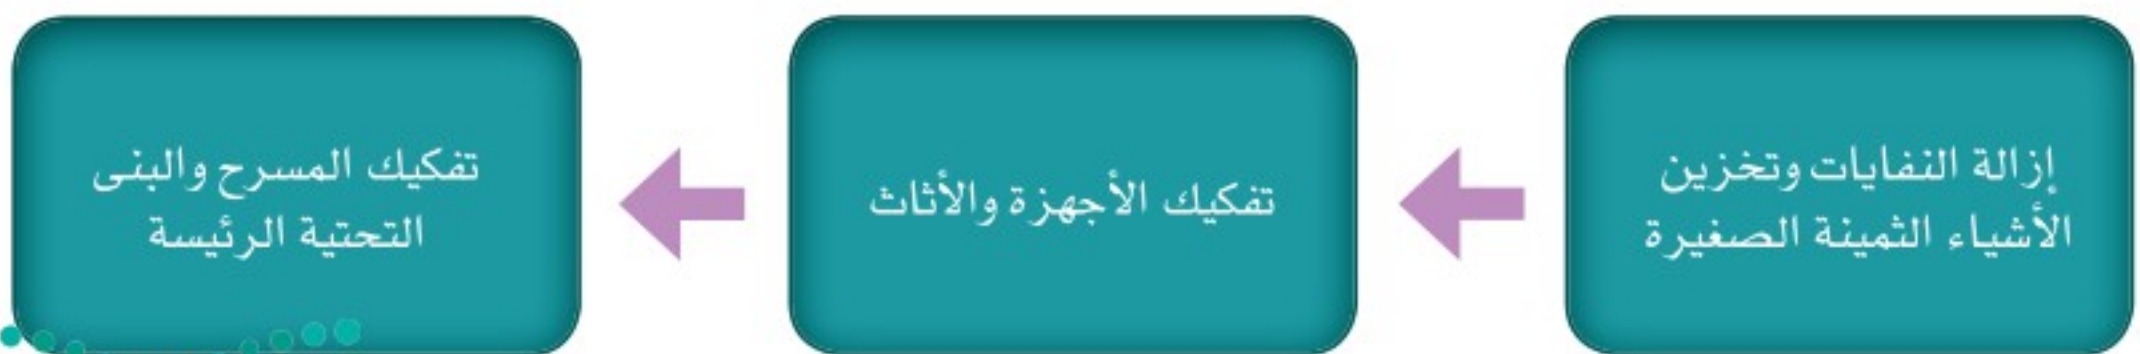 إزالة النفايات وتخزين
الأشياء الثمينة الصغيرة
تفكيك الأجهزة والأثاث
تفكيك المسرح والبنى
التحتية الرئيسة